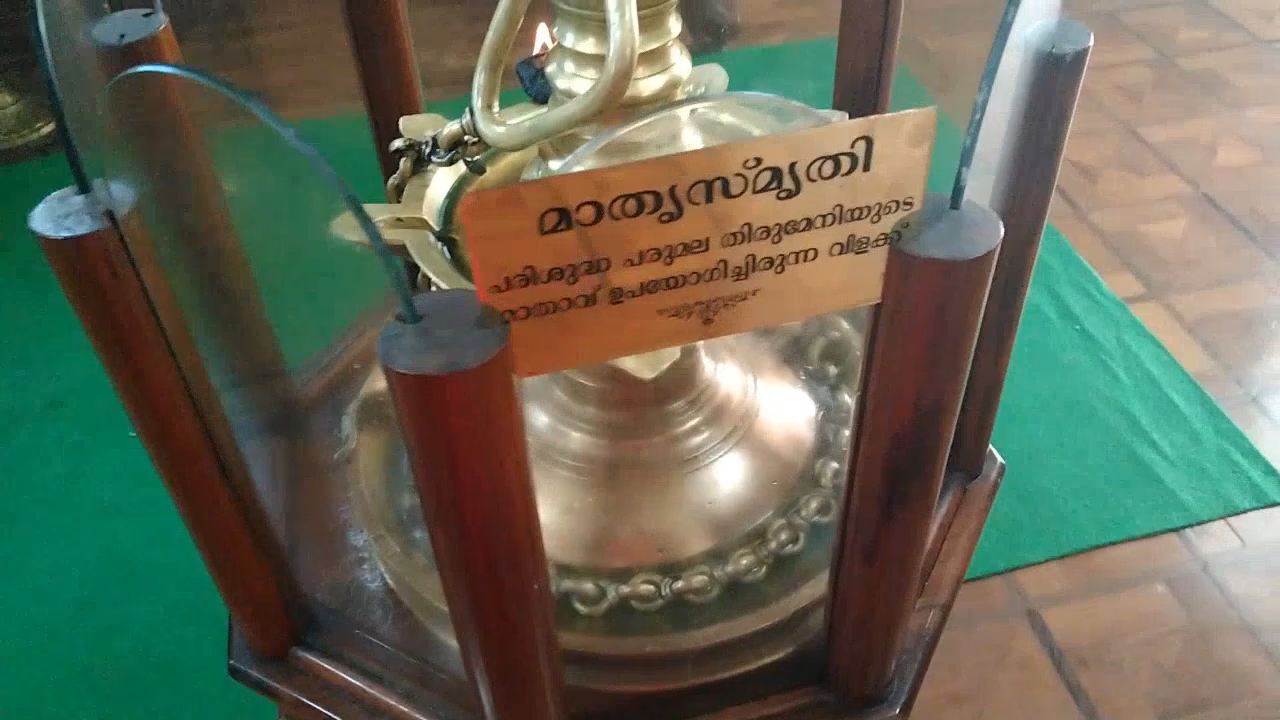 മാതൃസ്മൃതി
പരിശുദ്ധ പരുമല തിരുമേനിയുടെ
മാതാവ് ഉപയോഗിച്ചിരുന്ന വിളക്ക്